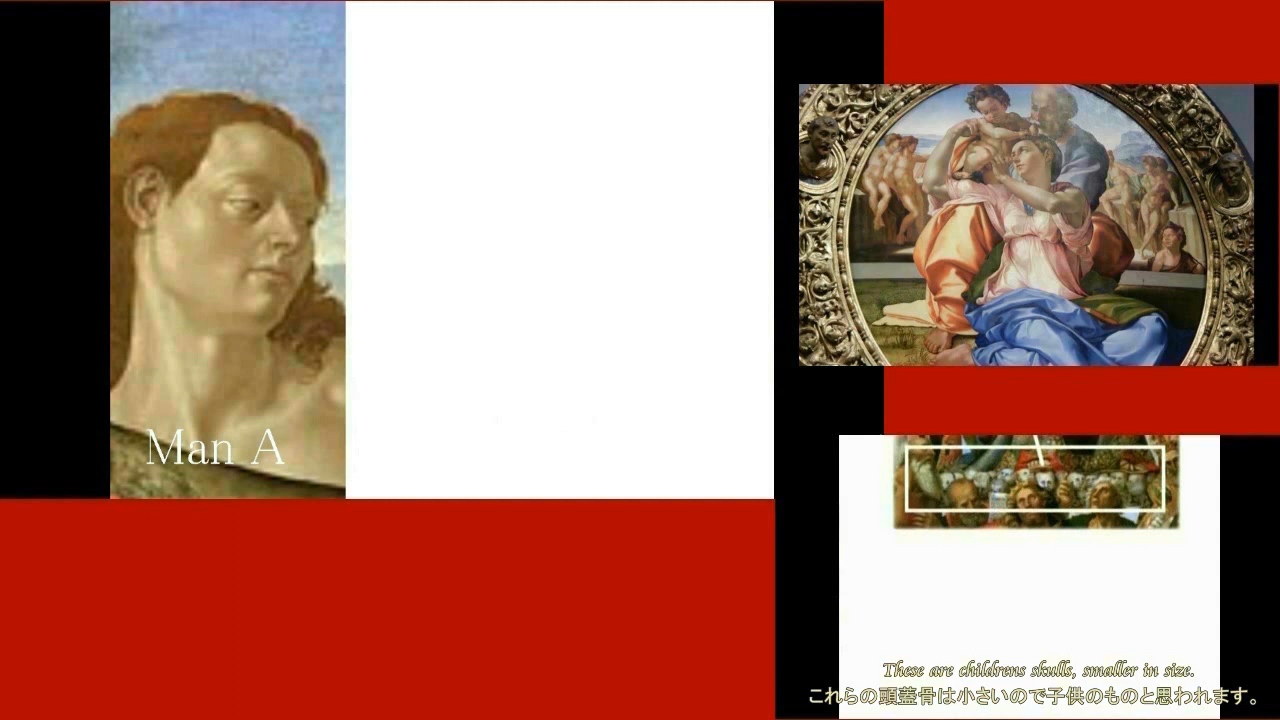 Man A
These are childrens skulls, smaller in size.
これらの頭蓋骨は小さいので子供のものと思われます。